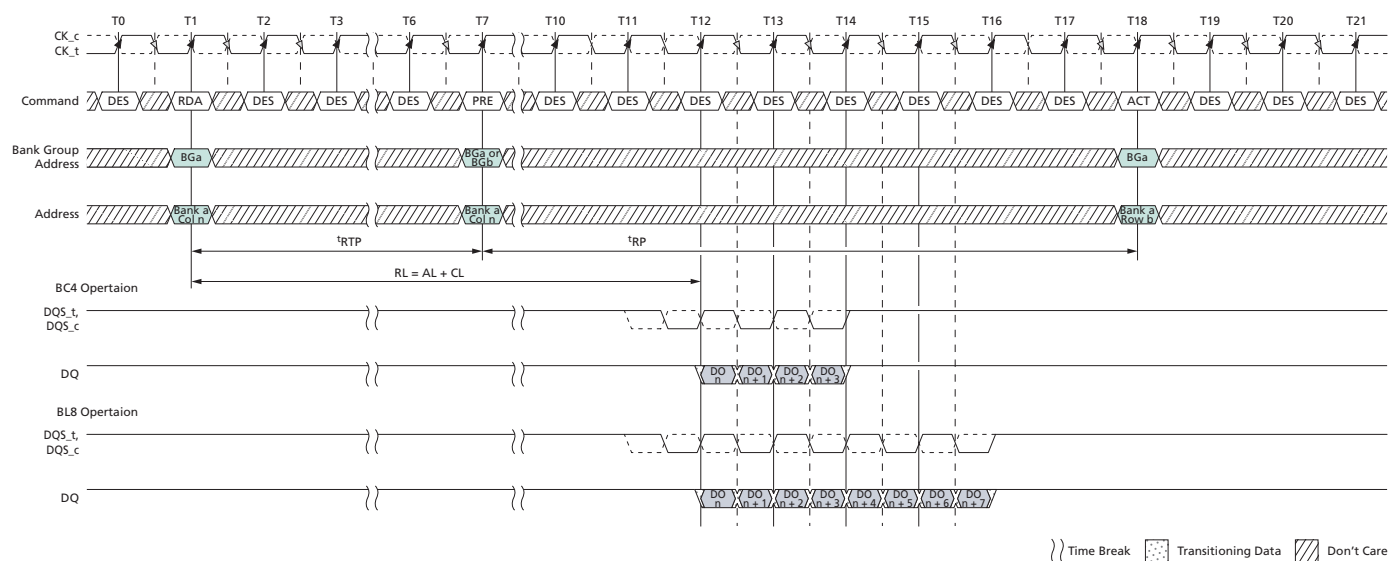 T0 T1 T2 T3 T6 T7 T10 T11 T12 T13 T14 T15 T16 T17 T18 T19 T20 T21
CK_c
CK_t
Command DES RDA DES DES DES PRE DES DES DES DES DES DES DES DES ACT DES DES DES
Bank Group
Address
BGa
BGa or
BGb
BGa
Address
Bank a
Col n
Bank a
Col n
Bank a
Row b
tRTP tRP
RL = AL + CL
BC4 Opertaion
DQS_t,
DQS_c
DQ
DO
n
DO
n + 1
DO
n + 2
DO
n + 3
BL8 Opertaion
DQS_t,
DQS_c
DQ
DO
n
DO
n + 1
DO
n + 2
DO
n + 3
DO
n + 4
DO
n + 5
DO
n + 6
DO
n + 7
Time Break Transitioning Data Don't Care